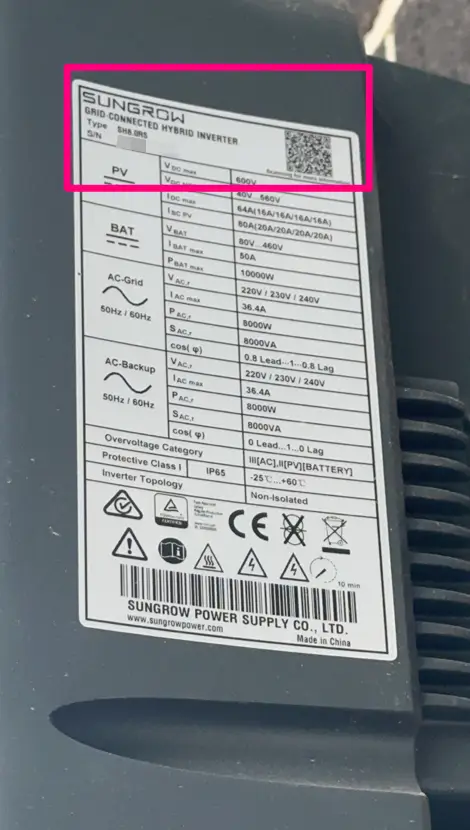 SUNGROW
GRID-CONNECTED HYBRID INVERTER
Type SH8.0RS
S/N
Scanning for more information
PV
V DC max 600V
40V...560V
I DC max 64A(16A/16A/16A/16A)
I SC PV 80A(20A/20A/20A/20A)
BAT
V BAT 80V...460V
I BAT max 50A
P BAT max 10000W
AC-Grid
50Hz / 60Hz
V AC,r 220V / 230V / 240V
I AC max 36.4A
P AC,r 8000W
S AC,r 8000VA
cos( φ) 0.8 Lead...1...0.8 Lag
AC-Backup
50Hz / 60Hz
V AC,r 220V / 230V / 240V
I AC max 36.4A
P AC,r 8000W
S AC,r 8000VA
cos( φ) 0 Lead...1...0 Lag
Overvoltage Category III[AC],II[PV][BATTERY]
Protective Class I IP65 -25℃...+60℃
Inverter Topology Non-Isolated
CE
10 min
SUNGROW POWER SUPPLY CO., LTD.
www.sungrowpower.com
Made in China